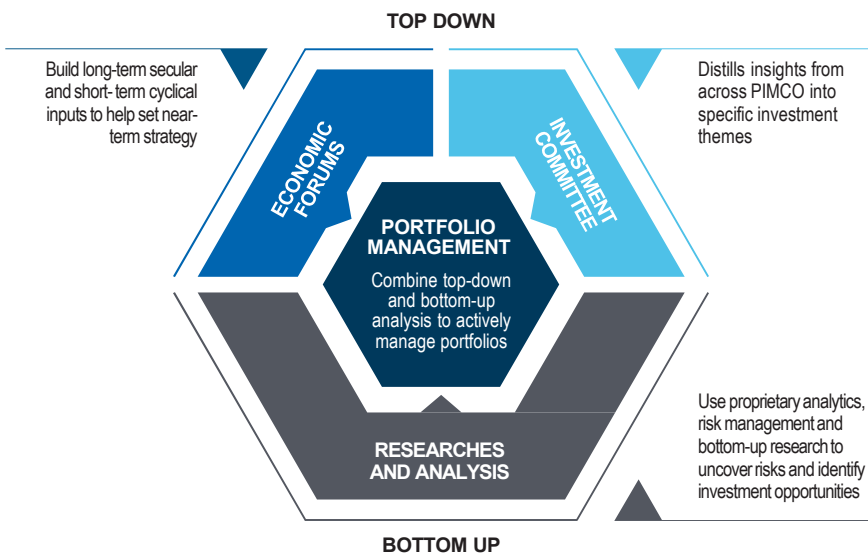 TOP DOWN
Build long-term secular
and short- term cyclical
inputs to help set near-
term strategy
Distills insights from
across PIMCO into
specific investment
themes
ECONOMIC
FORUMS
INVESTMENT
COMMITTEE
PORTFOLIO
MANAGEMENT
Combine top-down
and bottom-up
analysis to actively
manage portfolios
RESEARCHES
AND ANALYSIS
Use proprietary analytics,
risk management and
bottom-up research to
uncover risks and identify
investment opportunities
BOTTOM UP